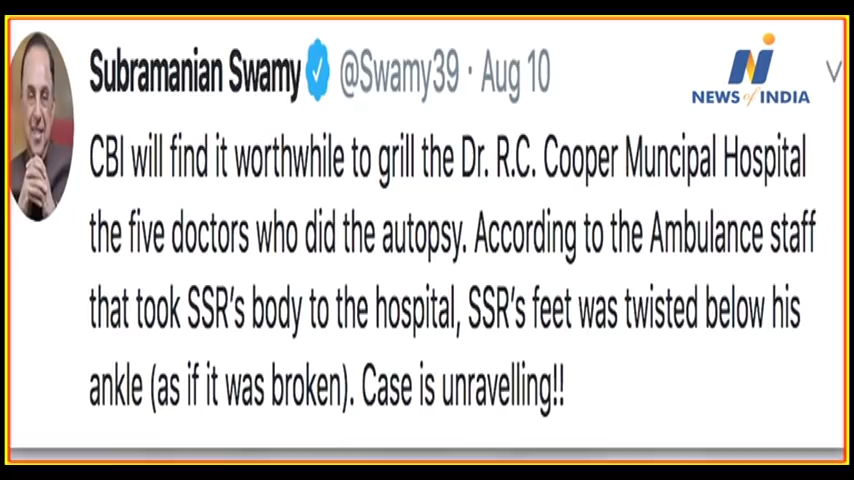 Subramanian Swamy @Swamy39 · Aug 10
NEWS of INDIA
CBI will find it worthwhile to grill the Dr. R.C. Cooper Muncipal Hospital
the five doctors who did the autopsy. According to the Ambulance staff
that took SSR's body to the hospital, SSR's feet was twisted below his
ankle (as if it was broken). Case is unravelling!!